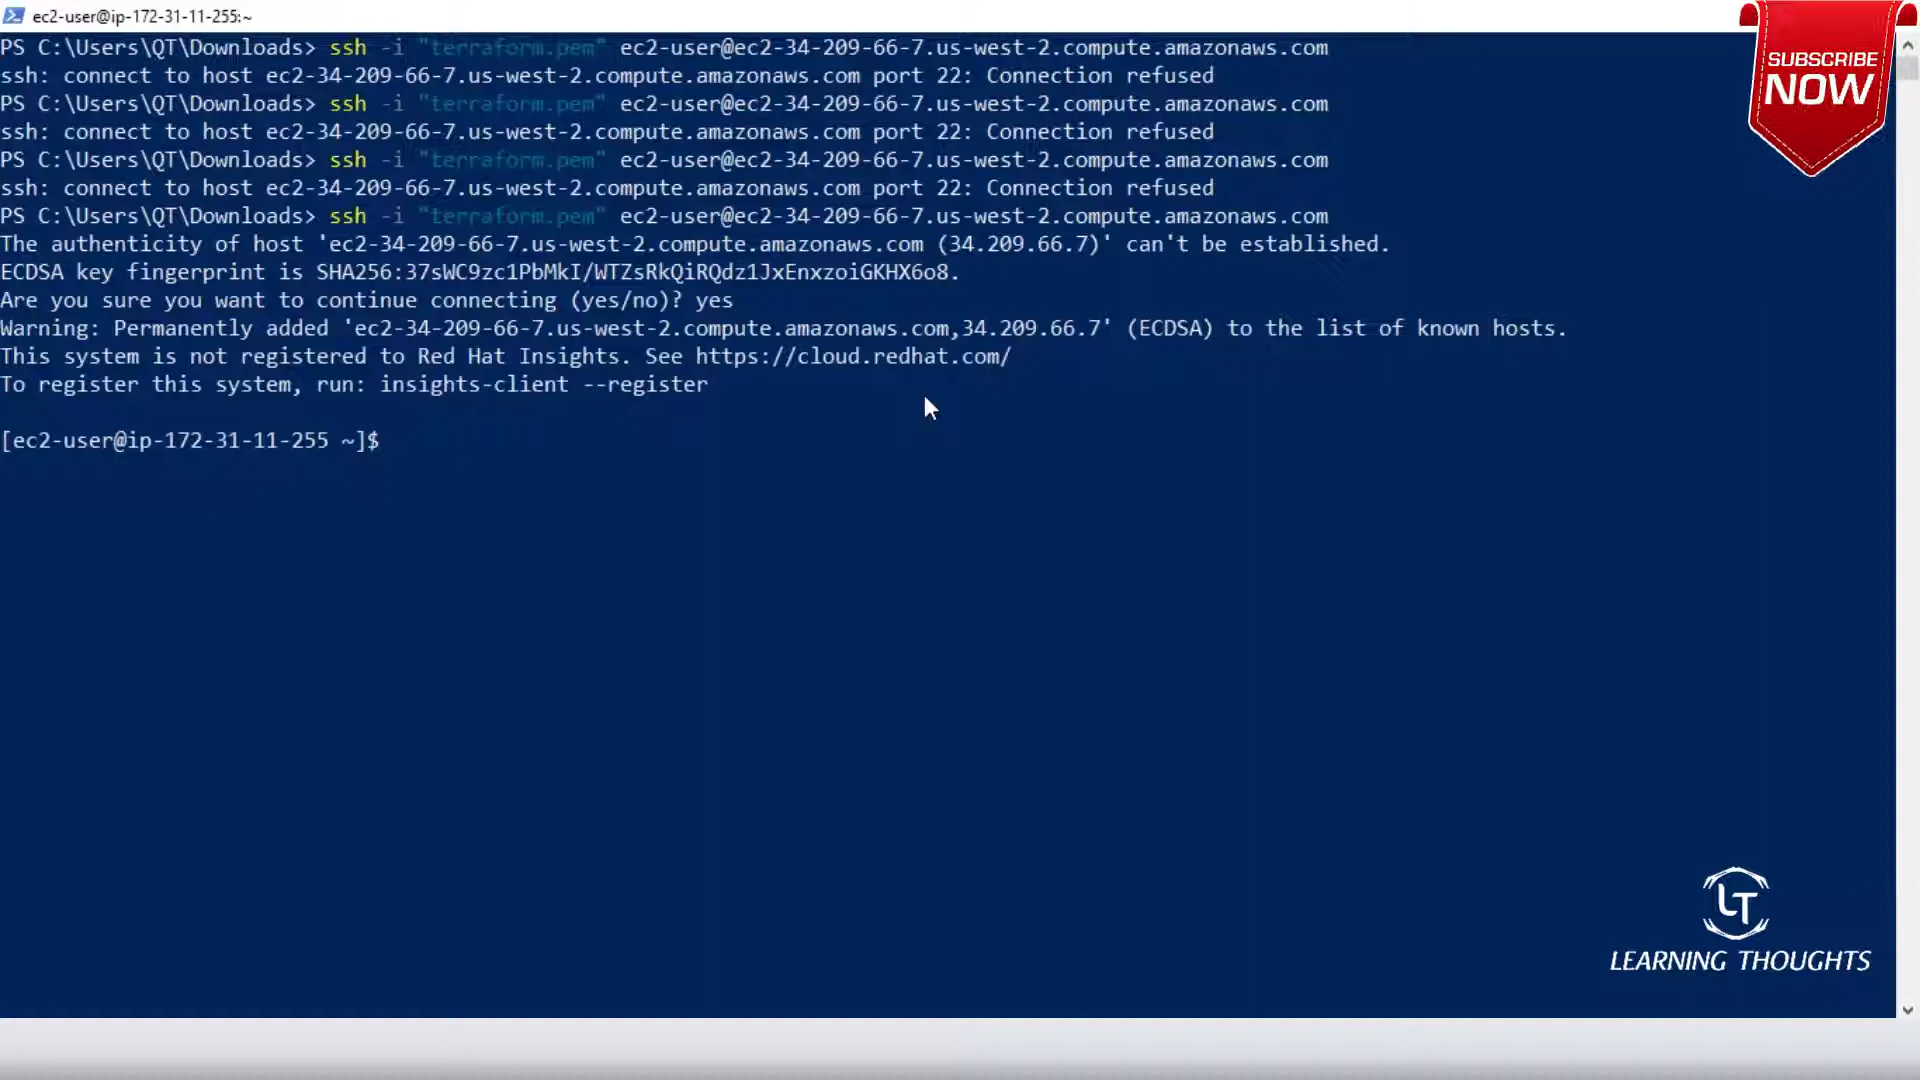 ec2-user@ip-172-31-11-255:~
PS C:\Users\QT\Downloads> ssh -i "terraform.pem" ec2-user@ec2-34-209-66-7.us-west-2.compute.amazonaws.com
ssh: connect to host ec2-34-209-66-7.us-west-2.compute.amazonaws.com port 22: Connection refused
PS C:\Users\QT\Downloads> ssh -i "terraform.pem" ec2-user@ec2-34-209-66-7.us-west-2.compute.amazonaws.com
ssh: connect to host ec2-34-209-66-7.us-west-2.compute.amazonaws.com port 22: Connection refused
PS C:\Users\QT\Downloads> ssh -i "terraform.pem" ec2-user@ec2-34-209-66-7.us-west-2.compute.amazonaws.com
ssh: connect to host ec2-34-209-66-7.us-west-2.compute.amazonaws.com port 22: Connection refused
PS C:\Users\QT\Downloads> ssh -i "terraform.pem" ec2-user@ec2-34-209-66-7.us-west-2.compute.amazonaws.com
The authenticity of host 'ec2-34-209-66-7.us-west-2.compute.amazonaws.com (34.209.66.7)' can't be established.
ECDSA key fingerprint is SHA256:37sWC9zc1PbMkI/WTZsRkQiRQdz1JxEnxzoiGKHX6o8.
Are you sure you want to continue connecting (yes/no)? yes
Warning: Permanently added 'ec2-34-209-66-7.us-west-2.compute.amazonaws.com,34.209.66.7' (ECDSA) to the list of known hosts.
This system is not registered to Red Hat Insights. See https://cloud.redhat.com/
To register this system, run: insights-client --register
[ec2-user@ip-172-31-11-255 ~]$
SUBSCRIBE
NOW
LT
LEARNING THOUGHTS